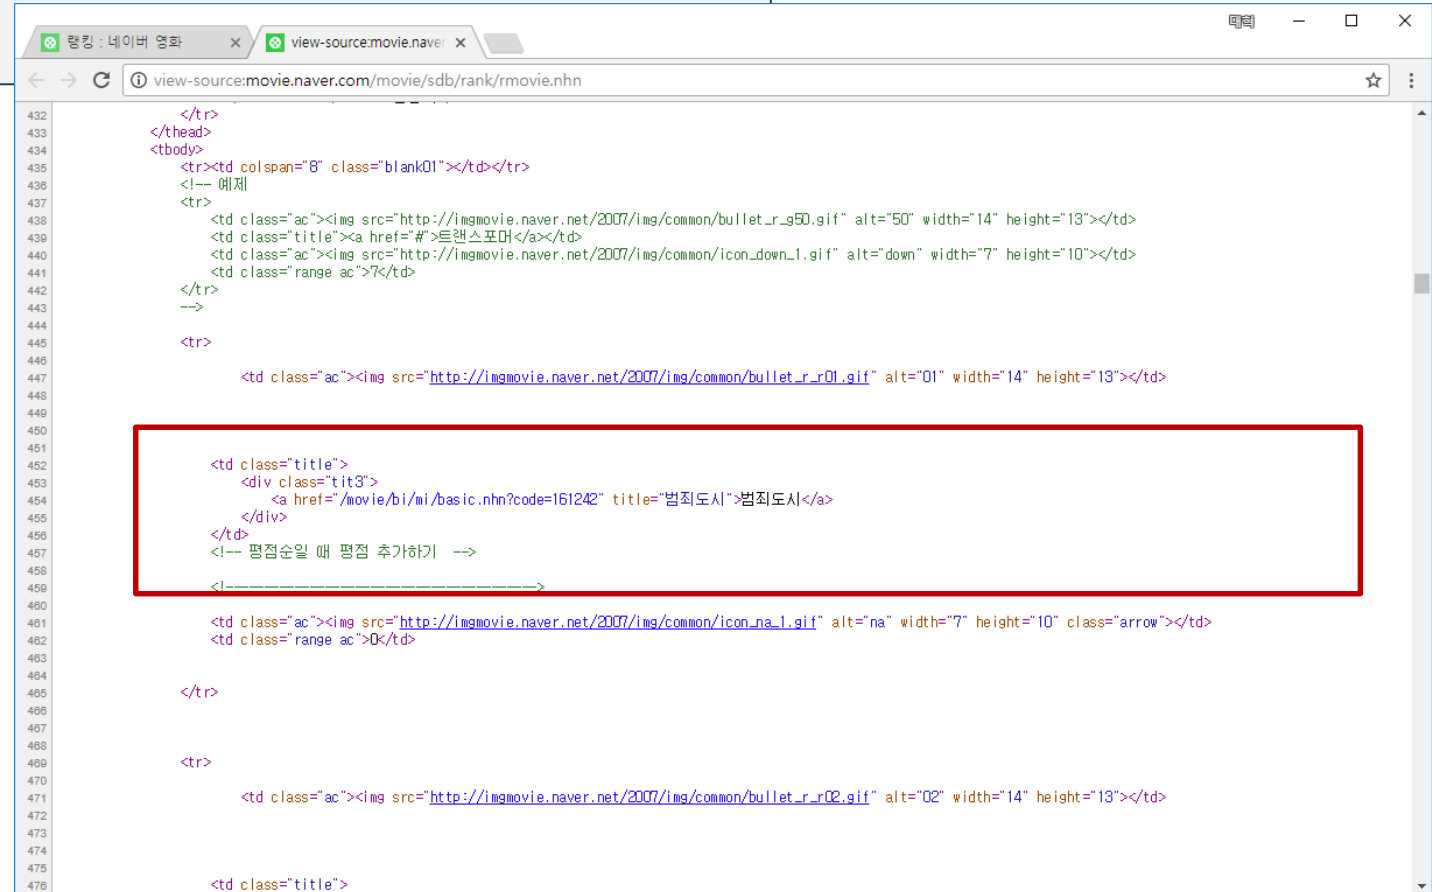 믹혁
랭킹 : 네이버 영화
view-source:movie.naver
view-source:movie.naver.com/movie/sdb/rank/rmovie.nhn
432 </tr>
433 </thead>
434 <tbody>
435 <tr><td colspan="8" class="blank01"></td></tr>
436 <!-- 예제
437 <tr>
438 <td class="ac"><img src="http://imgmovie.naver.net/2007/img/common/bullet_r_g50.gif" alt="50" width="14" height="13"></td>
439 <td class="title"><a href="#">트랜스포머</a></td>
440 <td class="ac"><img src="http://imgmovie.naver.net/2007/img/common/icon_down_1.gif" alt="down" width="7" height="10"></td>
441 <td class="range ac">7</td>
442 </tr>
443 -->
444
445 <tr>
446
447 <td class="ac"><img src="http://imgmovie.naver.net/2007/img/common/bullet_r_r01.gif" alt="01" width="14" height="13"></td>
448
449
450
451
452 <td class="title">
453 <div class="tit3">
454 <a href="/movie/bi/mi/basic.nhn?code=161242" title="범죄도시">범죄도시</a>
455 </div>
456 </td>
457 <!-- 평점순일 때 평점 추가하기  -->
458
459 <!----------------------------------------->
460
461 <td class="ac"><img src="http://imgmovie.naver.net/2007/img/common/icon_na_1.gif" alt="na" width="7" height="10" class="arrow"></td>
462 <td class="range ac">0</td>
463
464
465 </tr>
466
467
468
469 <tr>
470
471 <td class="ac"><img src="http://imgmovie.naver.net/2007/img/common/bullet_r_r02.gif" alt="02" width="14" height="13"></td>
472
473
474
475
476 <td class="title">